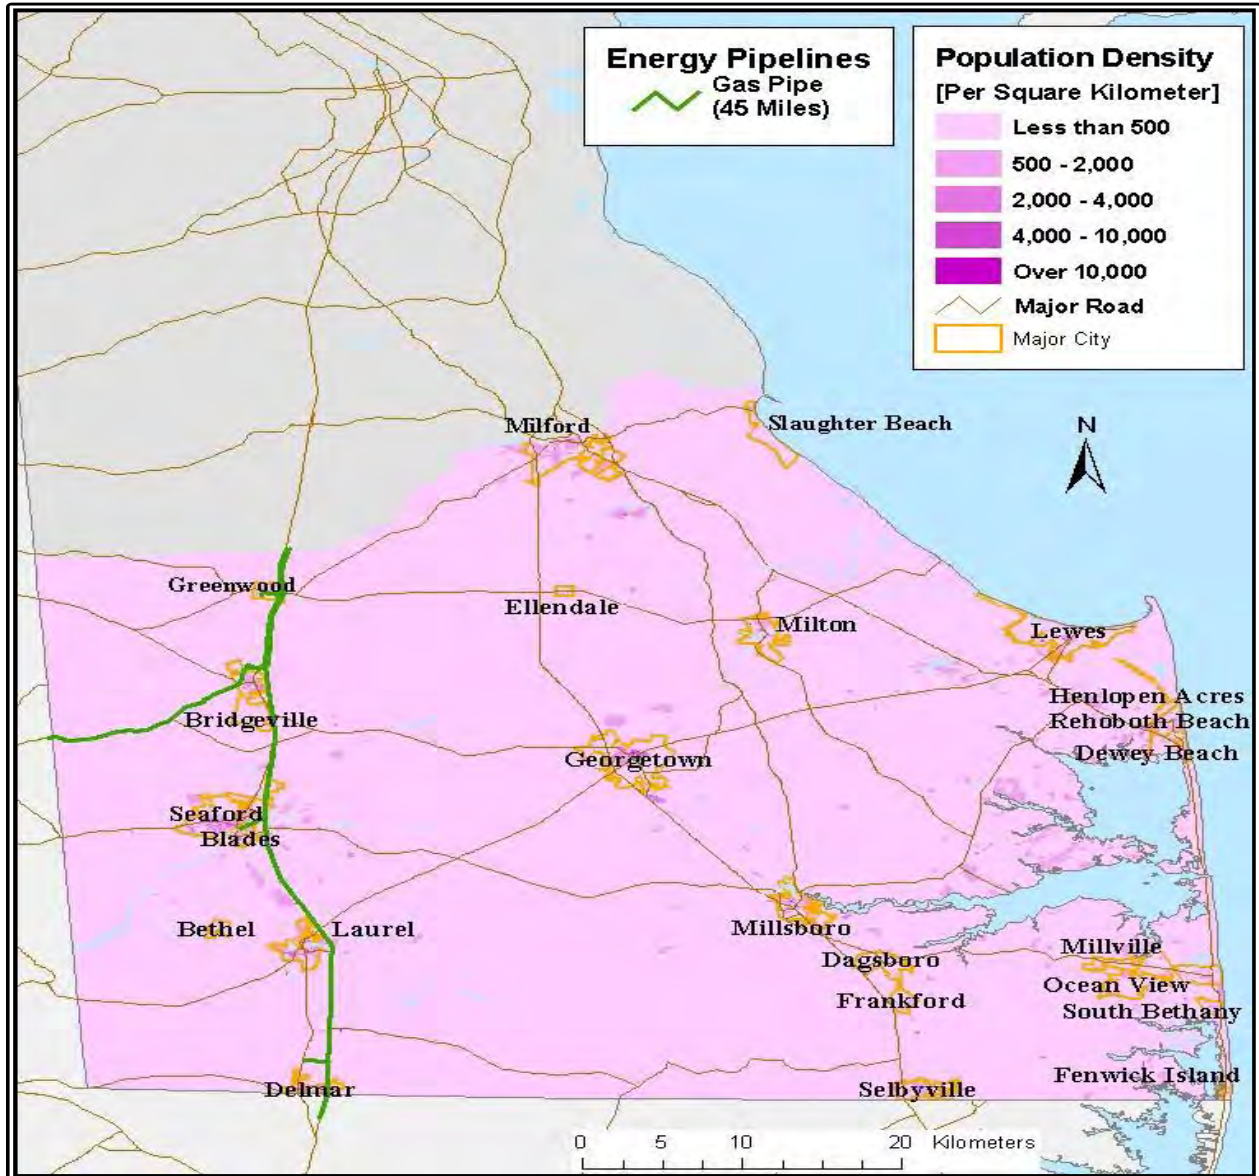 Energy Pipelines
Gas Pipe
(45 Miles)
Population Density
[Per Square Kilometer]
Less than 500
500 - 2,000
2,000 - 4,000
4,000 - 10,000
Over 10,000
Major Road
Major City
N
Milford
Slaughter Beach
Greenwood
Ellendale
Milton
Lewes
Bridgeville
Henlopen Acres
Rehoboth Beach
Dewey Beach
Georgetown
Seaford
Blades
Bethel
Laurel
Millsboro
Dagsboro
Frankford
Millville
Ocean View
South Bethany
Delmar
Selbyville
Fenwick Island
0 5 10 20 Kilometers